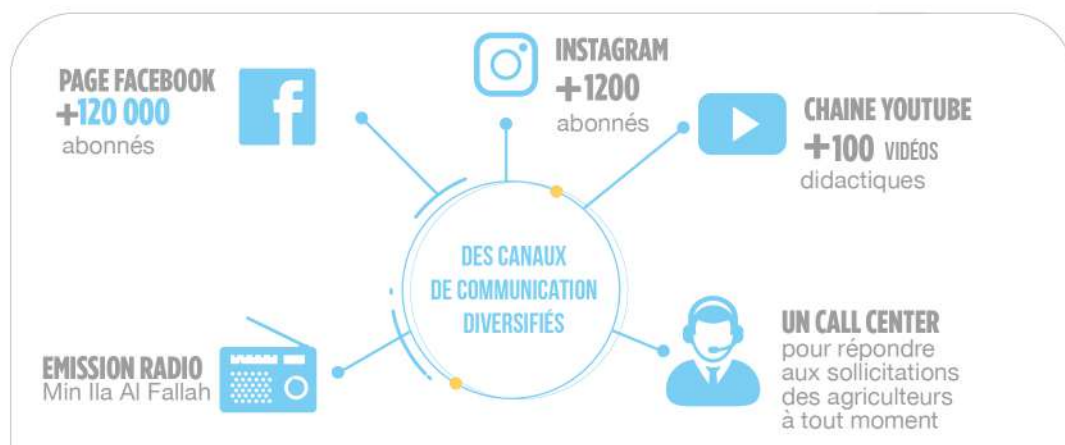 PAGE FACEBOOK
+120 000
abonnés
INSTAGRAM
+1200
abonnés
CHAINE YOUTUBE
+100 VIDÉOS
didactiques
DES CANAUX
DE COMMUNICATION
DIVERSIFIÉS
EMISSION RADIO
Min Ila Al Fallah
UN CALL CENTER
pour répondre
aux sollicitations
des agriculteurs
à tout moment